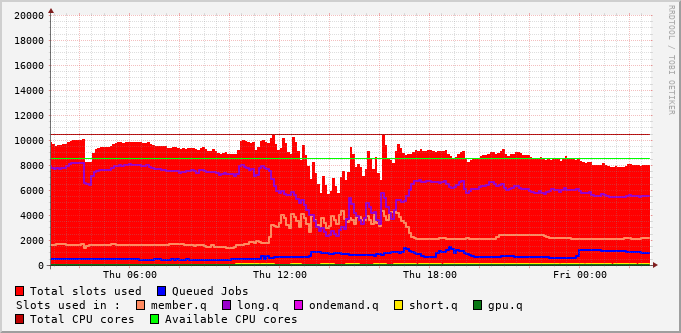 20000
18000
16000
14000
12000
10000
8000
6000
4000
2000
0
Thu 06:00 Thu 12:00 Thu 18:00 Fri 00:00
Total slots used Queued Jobs
Slots used in : member.q long.q ondemand.q short.q gpu.q
Total CPU cores Available CPU cores
RRDTOOL / TOBI OETIKER